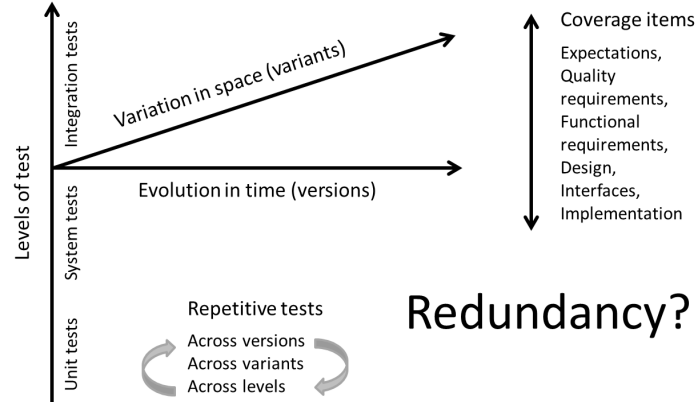 Levels of test
Integration tests
System tests
Unit tests
Variation in space (variants)
Evolution in time (versions)
Coverage items
Expectations,
Quality
requirements,
Functional
requirements,
Design,
Interfaces,
Implementation
Repetitive tests
Across versions
Across variants
Across levels
Redundancy?